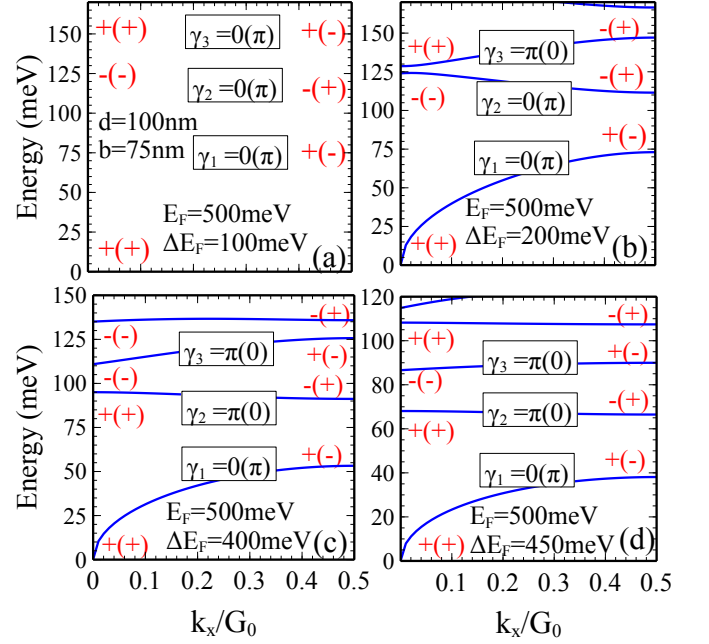 Energy (meV)
175
150
125
100
75
50
25
0
+(+)
γ3 =0(π)
+(-)
-(-)
γ2 =0(π)
-(+)
d=100nm
b=75nm
γ1 =0(π)
+(-)
EF=500meV
+(+)
ΔEF=100meV
(a)
175
150
125
100
75
50
25
0
+(+)
γ3 =π(0)
-(+)
-(-)
γ2 =0(π)
-(+)
+(-)
γ1 =0(π)
EF=500meV
+(+)
ΔEF=200meV
(b)
Energy (meV)
150
125
100
75
50
25
0
-(+)
-(-)
γ3 =π(0)
+(-)
-(-)
-(+)
+(+)
γ2 =π(0)
γ1 =0(π)
+(-)
EF=500meV
+(+)
ΔEF=400meV
(c)
0
0.1
0.2
0.3
0.4
0.5
kx/G0
120
100
80
60
40
20
0
-(+)
+(+)
γ3 =π(0)
+(-)
-(-)
γ2 =π(0)
-(+)
+(+)
γ1 =0(π)
+(-)
EF=500meV
+(+)
ΔEF=450meV
(d)
0.1
0.2
0.3
0.4
0.5
kx/G0